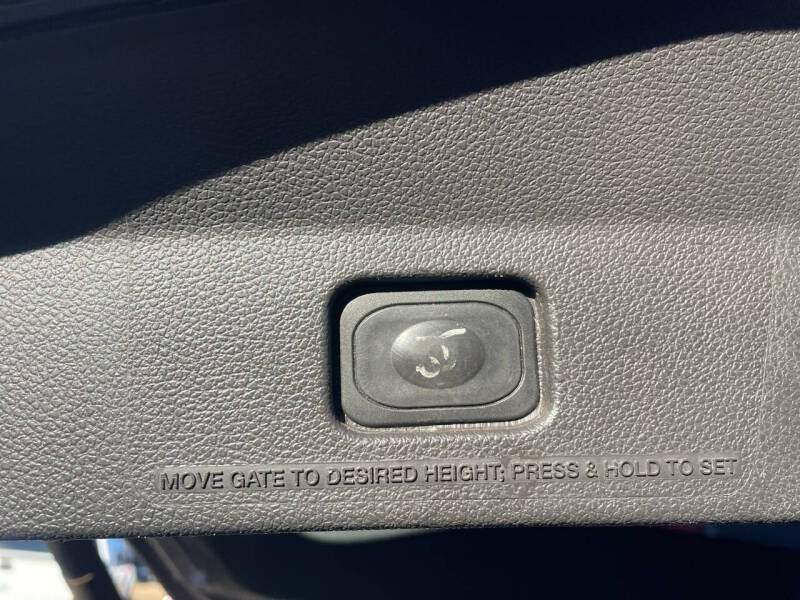 MOVE GATE TO DESIRED HEIGHT; PRESS & HOLD TO SET